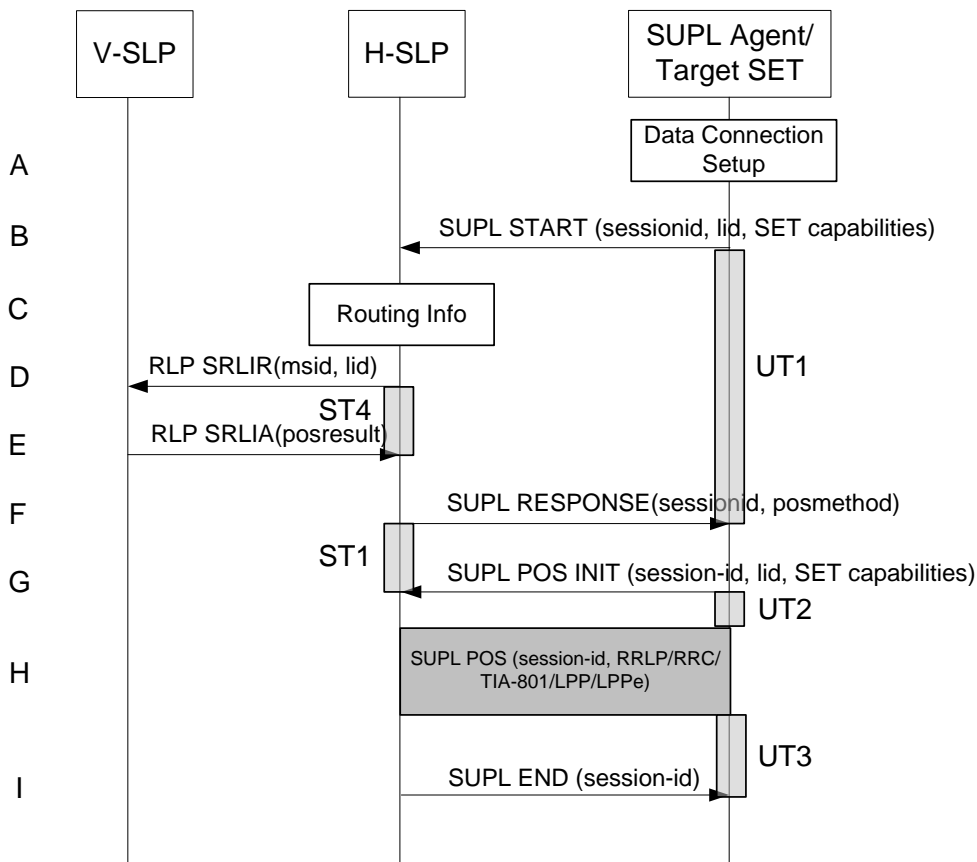 V-SLP
H-SLP
SUPL Agent/
Target SET
A
Data Connection
Setup
B
SUPL START (sessionid, lid, SET capabilities)
C
Routing Info
D
RLP SRLIR(msid, lid)
UT1
ST4
E
RLP SRLIA(posresult)
F
SUPL RESPONSE(sessionid, posmethod)
ST1
G
SUPL POS INIT (session-id, lid, SET capabilities)
UT2
H
SUPL POS (session-id, RRLP/RRC/
TIA-801/LPP/LPPe)
UT3
I
SUPL END (session-id)